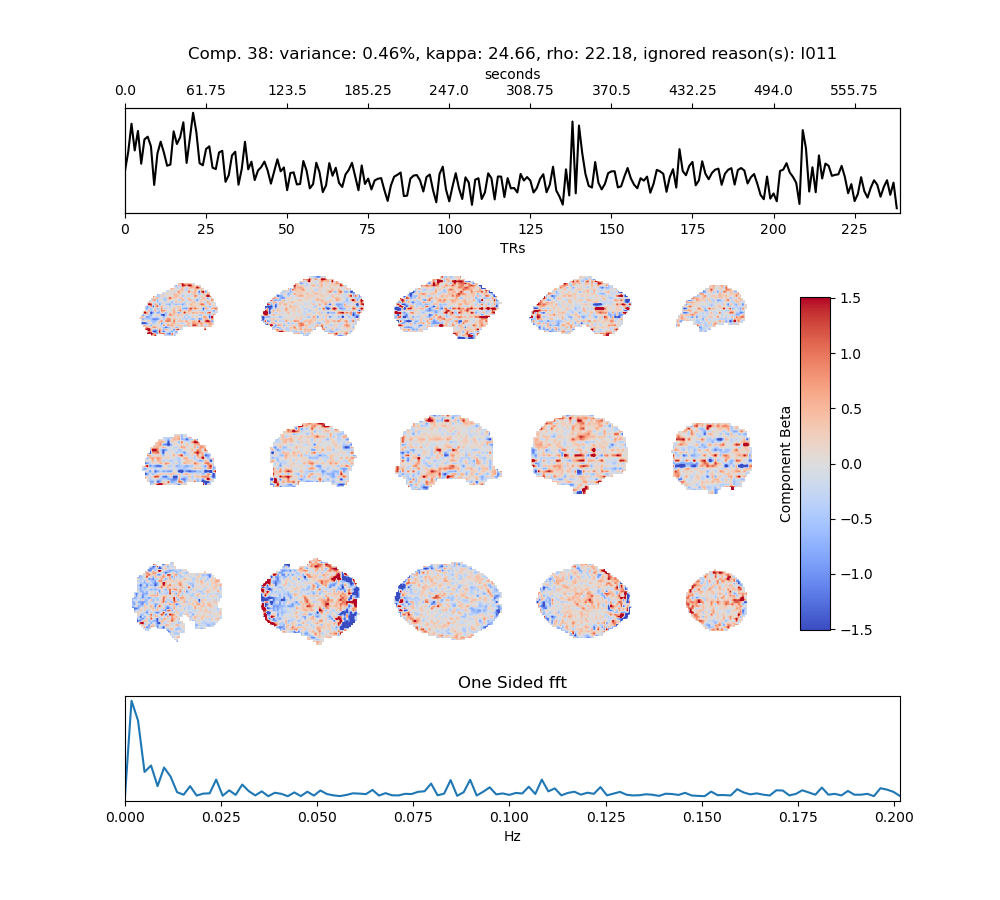 Comp. 38: variance: 0.46%, kappa: 24.66, rho: 22.18, ignored reason(s): I011
seconds
0.0 61.75 123.5 185.25 247.0 308.75 370.5 432.25 494.0 555.75
0 25 50 75 100 125 150 175 200 225
TRs
1.5
1.0
0.5
0.0
−0.5
−1.0
−1.5
Component Beta
One Sided fft
0.000 0.025 0.050 0.075 0.100 0.125 0.150 0.175 0.200
Hz